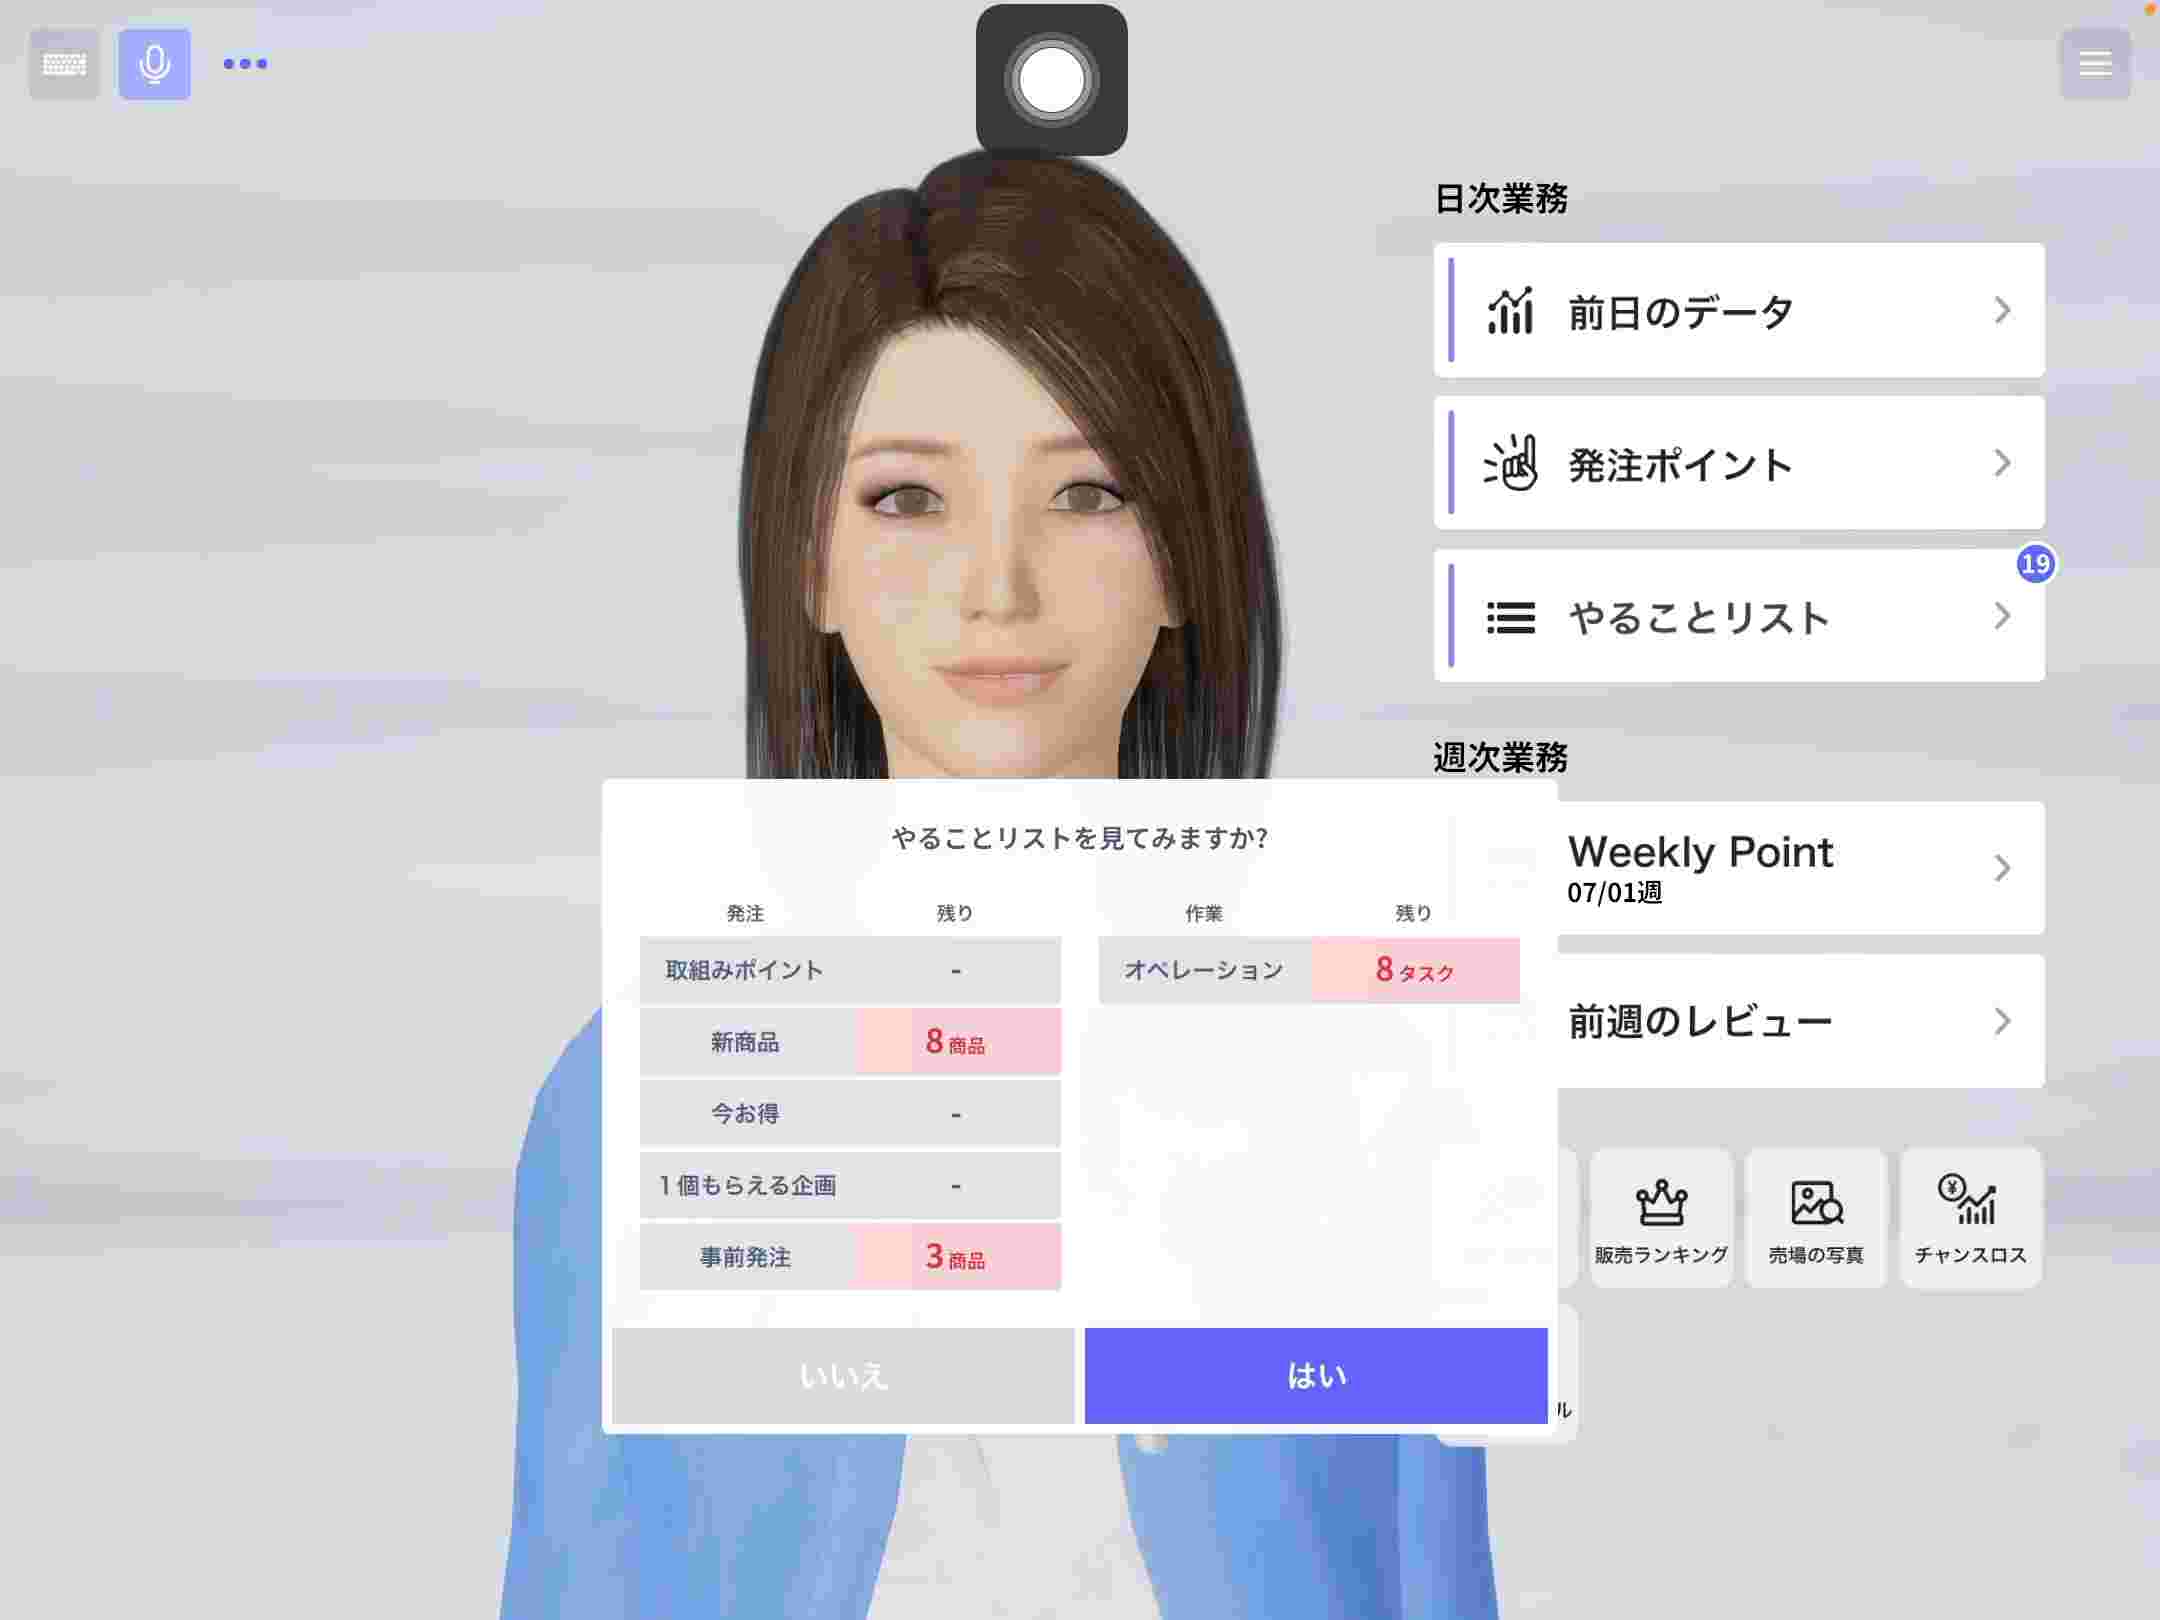 日次業務
前日のデータ
発注ポイント
19
やることリスト
週次業務
Weekly Point
07/01週
前週のレビュー
やることリストを見てみますか?
発注 残り
取組みポイント -
新商品 8商品
今お得 -
1個もらえる企画 -
事前発注 3商品
作業 残り
オペレーション 8タスク
いいえ
はい
販売ランキング
売場の写真
チャンスロス
ル